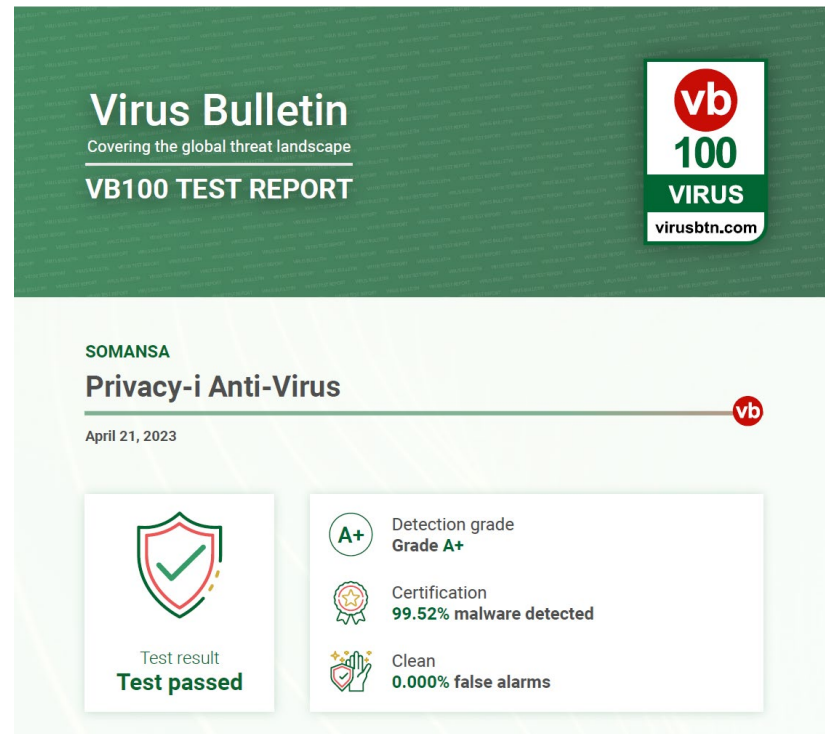 Virus Bulletin
Covering the global threat landscape
VB100 TEST REPORT
vb
100
VIRUS
virusbtn.com
SOMANSA
Privacy-i Anti-Virus
vb
April 21, 2023
Test result
Test passed
A+
Detection grade
Grade A+
Certification
99.52% malware detected
Clean
0.000% false alarms